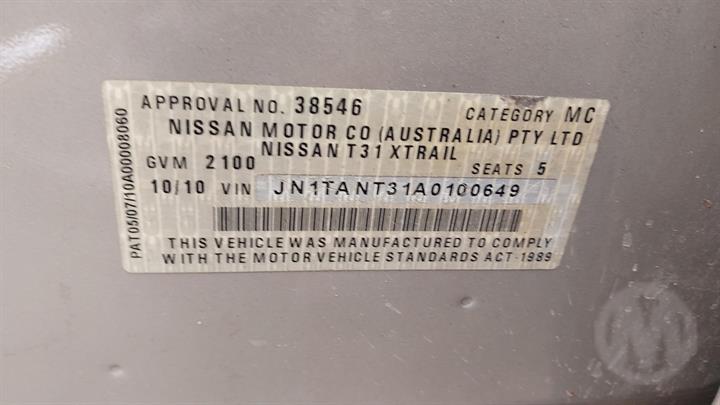 APPROVAL NO. 38546 CATEGORY MC
NISSAN MOTOR CO (AUSTRALIA) PTY LTD
NISSAN T31 XTRAIL
GVM 2100 SEATS 5
10/10 VIN JN1TANT31A0100649
THIS VEHICLE WAS MANUFACTURED TO COMPLY
WITH THE MOTOR VEHICLE STANDARDS ACT-1989
PAT05/07/10A00008060
M